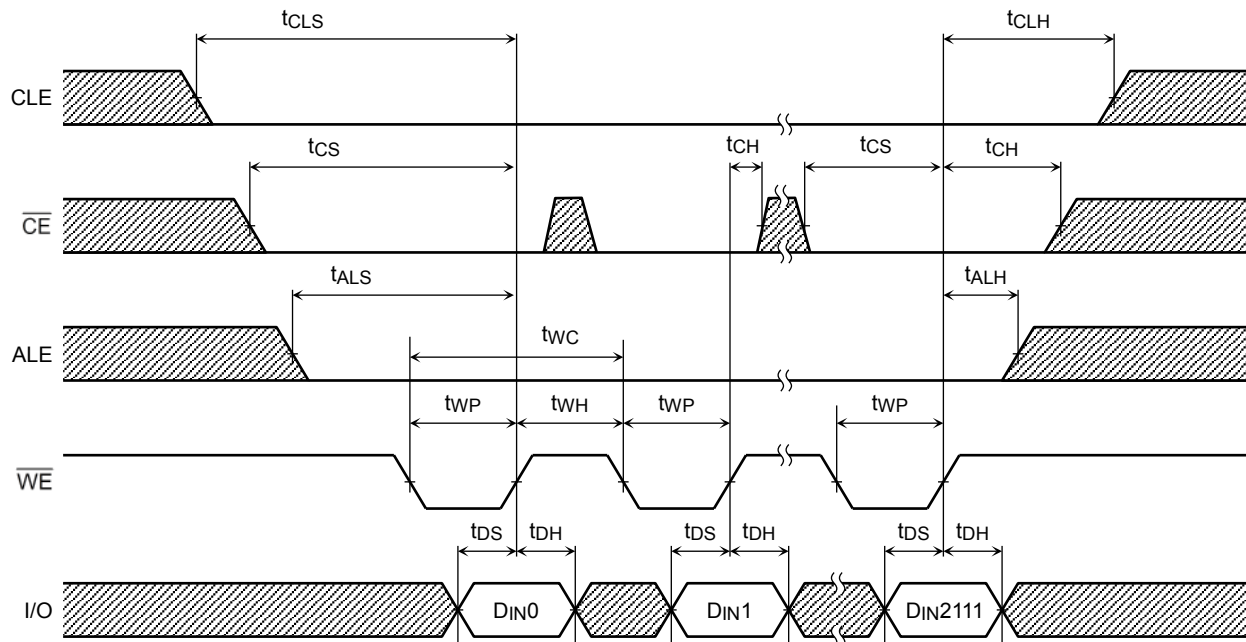 tCLS tCLH
CLE
tCS tCH tCS tCH
CE
tALS tALH
tWC
ALE
tWP tWH tWP tWP
WE
tDS tDH tDS tDH tDS tDH
I/O DIN0 DIN1 DIN2111